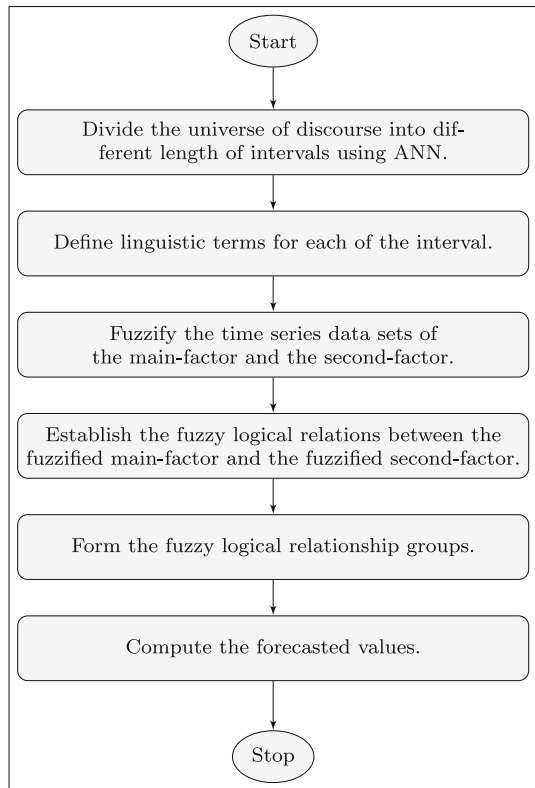 Start
Divide the universe of discourse into dif-
ferent length of intervals using ANN.
Define linguistic terms for each of the interval.
Fuzzify the time series data sets of
the main-factor and the second-factor.
Establish the fuzzy logical relations between the
fuzzified main-factor and the fuzzified second-factor.
Form the fuzzy logical relationship groups.
Compute the forecasted values.
Stop